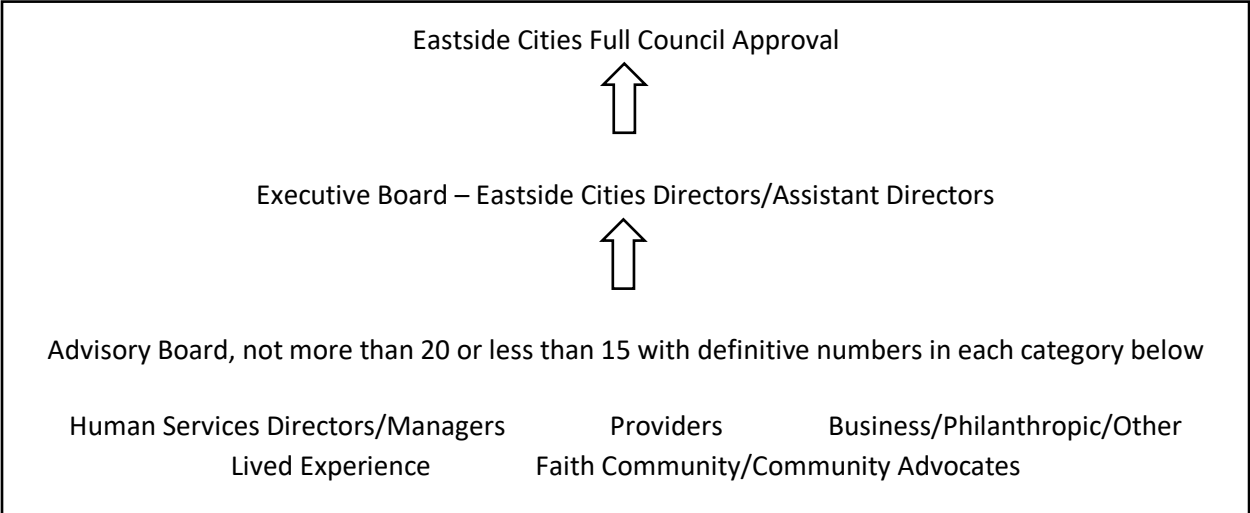 Eastside Cities Full Council Approval
Executive Board – Eastside Cities Directors/Assistant Directors
Advisory Board, not more than 20 or less than 15 with definitive numbers in each category below
Human Services Directors/Managers Providers Business/Philanthropic/Other
Lived Experience Faith Community/Community Advocates